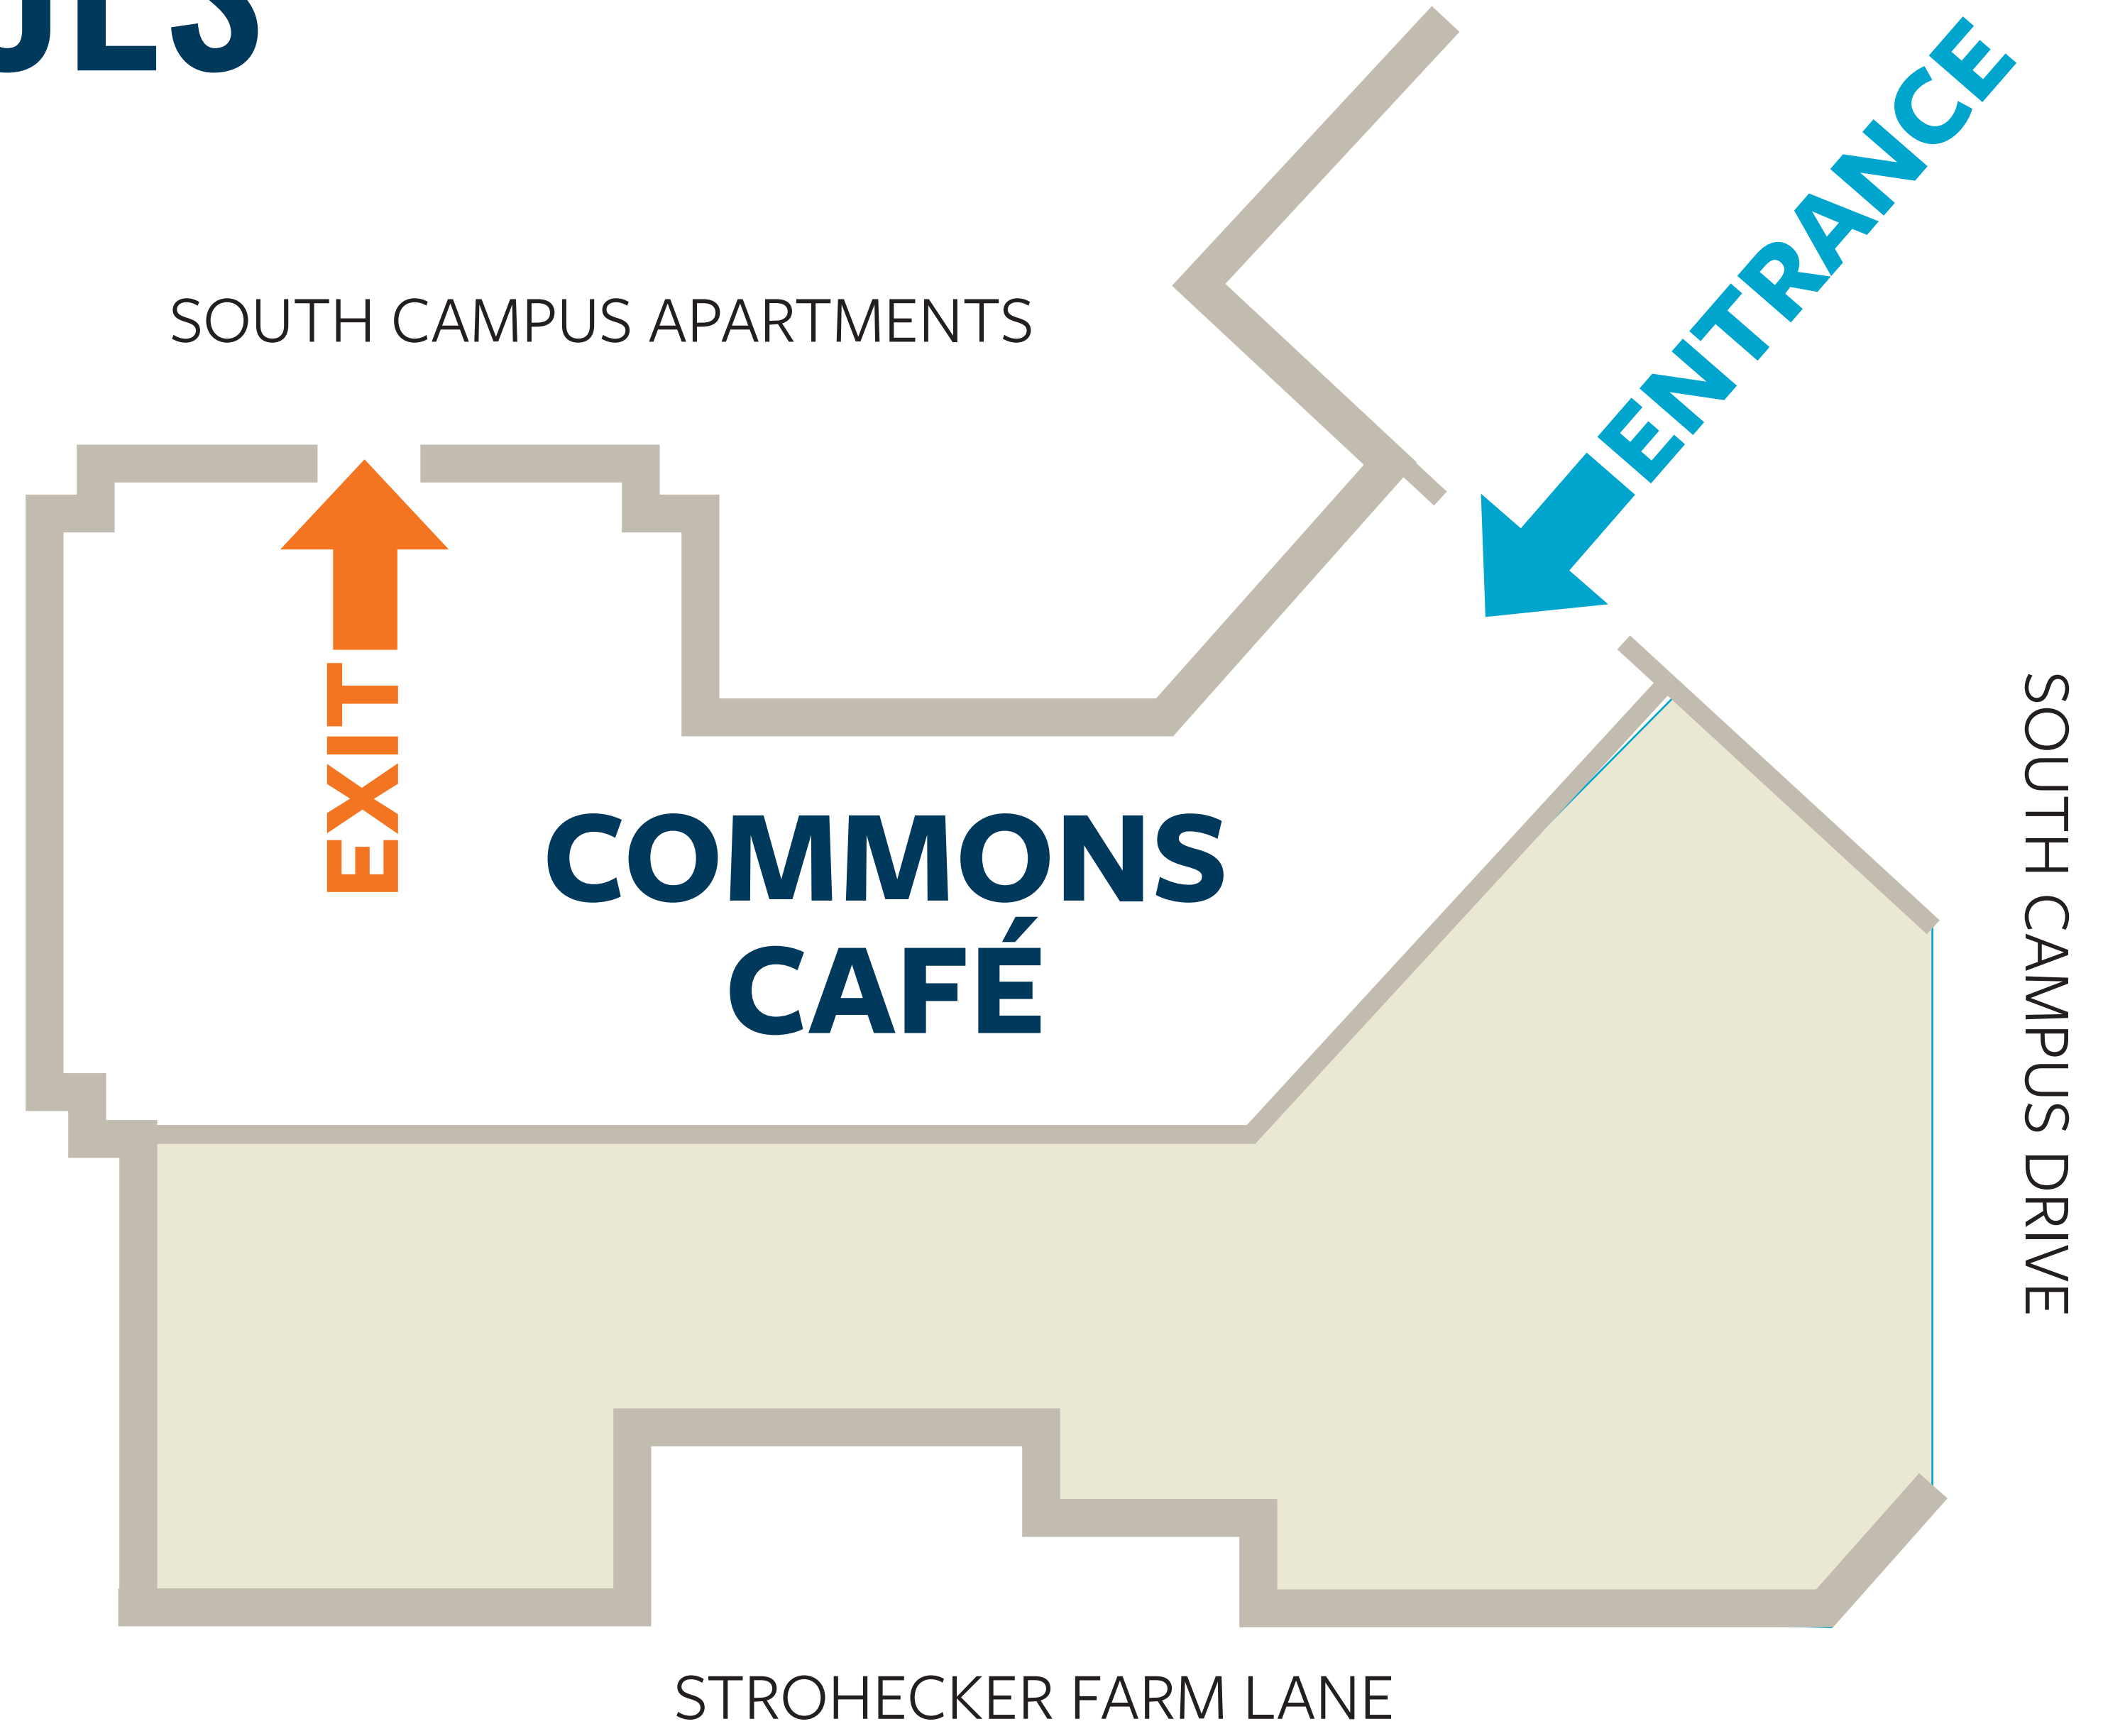 SOUTH CAMPUS APARTMENTS
ENTRANCE
EXIT
COMMONS
CAFÉ
SOUTH CAMPUS DRIVE
STROHECKER FARM LANE